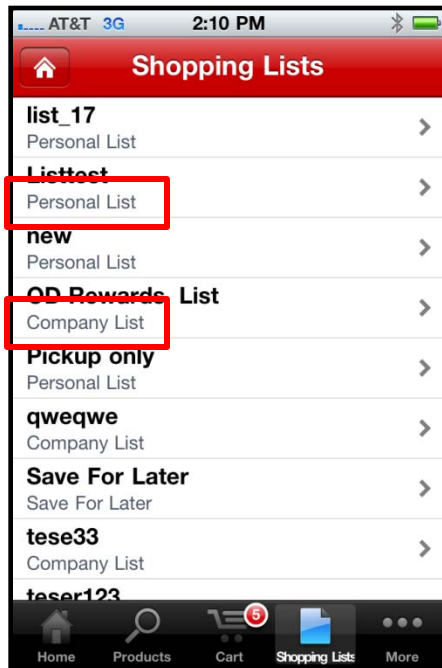 AT&T 3G 2:10 PM
Shopping Lists
list_17
Personal List
Listtest
Personal List
new
Personal List
OD Rewards List
Company List
Pickup only
Personal List
qweqwe
Company List
Save For Later
Save For Later
tese33
Company List
teser123
5
Home Products Cart Shopping Lists More